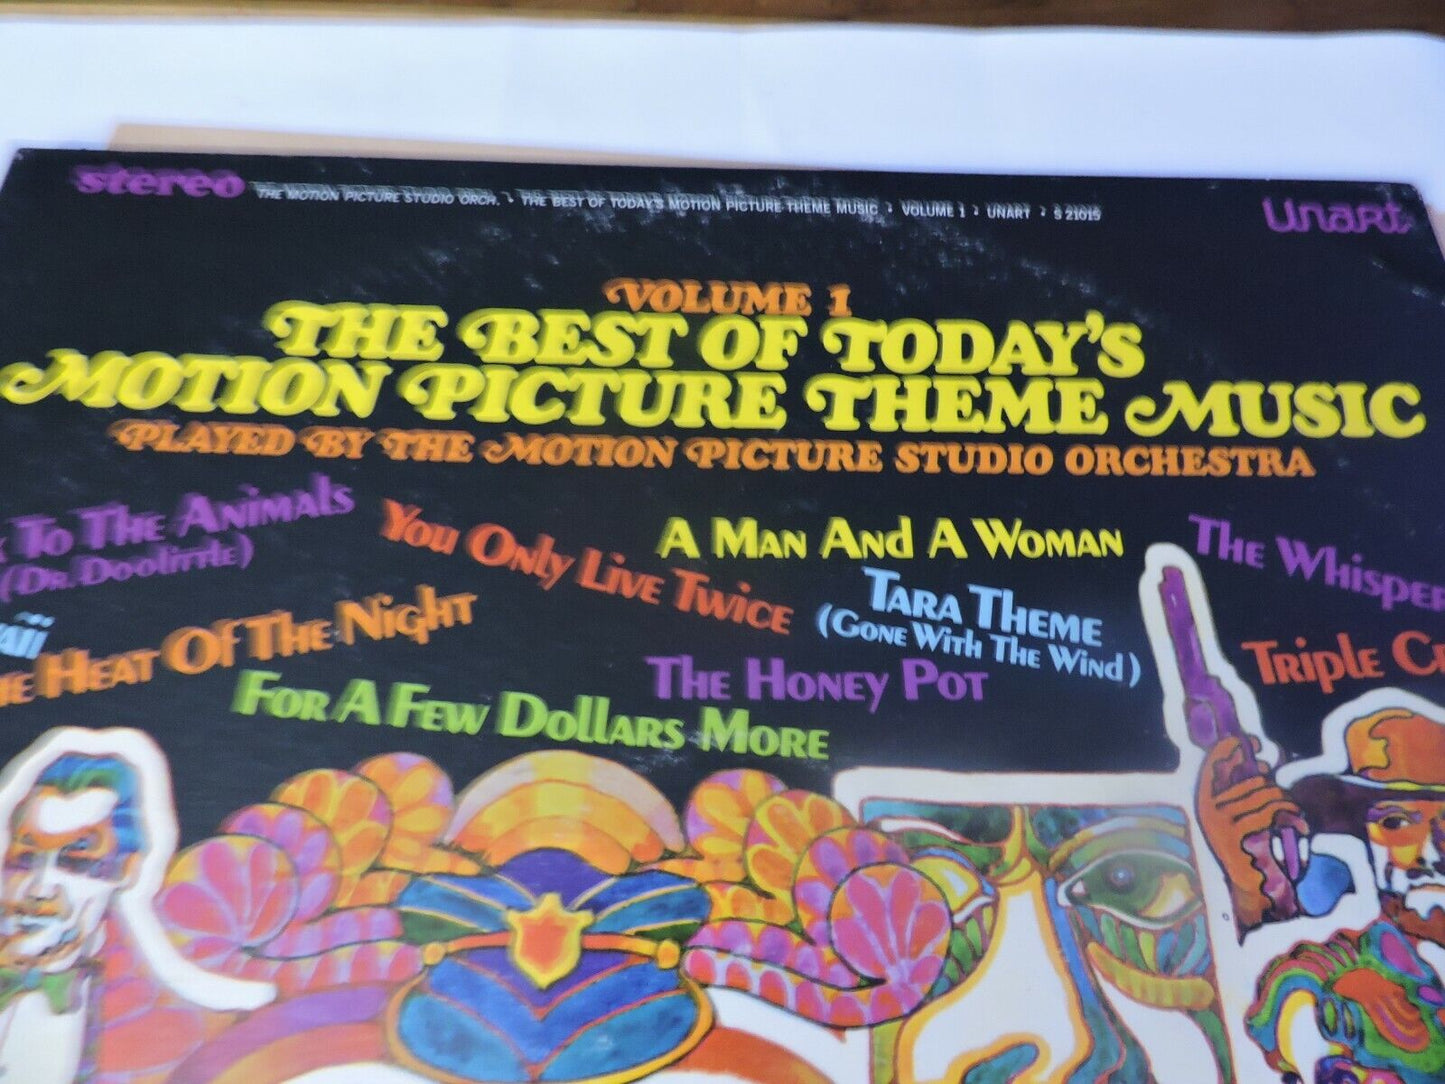 stereo THE MOTION PICTURE STUDIO ORCH. • THE BEST OF TODAY'S MOTION PICTURE THEME MUSIC • VOLUME 1 • UNART • S 21015 Unart
VOLUME 1
THE BEST OF TODAY'S
MOTION PICTURE THEME MUSIC
PLAYED BY THE MOTION PICTURE STUDIO ORCHESTRA
To The Animals
(Dr. Doolittle)
You Only Live Twice
A Man And A Woman
Tara Theme
(Gone With The Wind)
The Whisper
Heat Of The Night
For A Few Dollars More
The Honey Pot
Triple